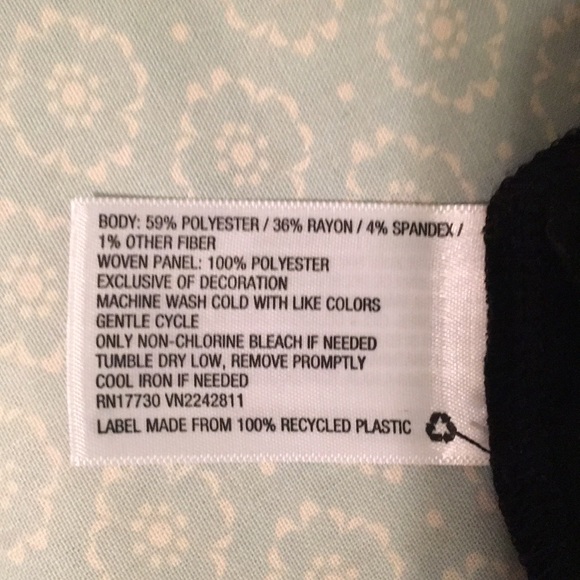 BODY: 59% POLYESTER / 36% RAYON / 4% SPANDEX /
1% OTHER FIBER
WOVEN PANEL: 100% POLYESTER
EXCLUSIVE OF DECORATION
MACHINE WASH COLD WITH LIKE COLORS
GENTLE CYCLE
ONLY NON-CHLORINE BLEACH IF NEEDED
TUMBLE DRY LOW, REMOVE PROMPTLY
COOL IRON IF NEEDED
RN17730 VN2242811
LABEL MADE FROM 100% RECYCLED PLASTIC